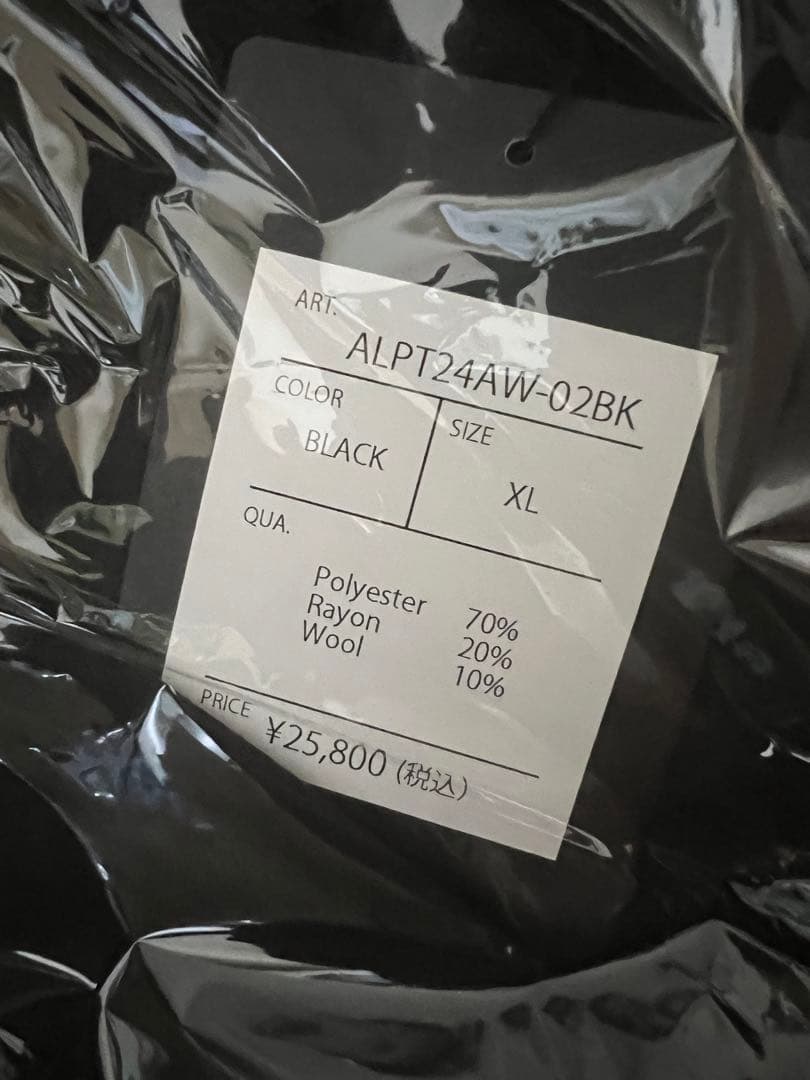 ART.
ALPT24AW-02BK
COLOR
BLACK
SIZE
XL
QUA.
Polyester 70%
Rayon 20%
Wool 10%
PRICE ¥25,800 (税込)